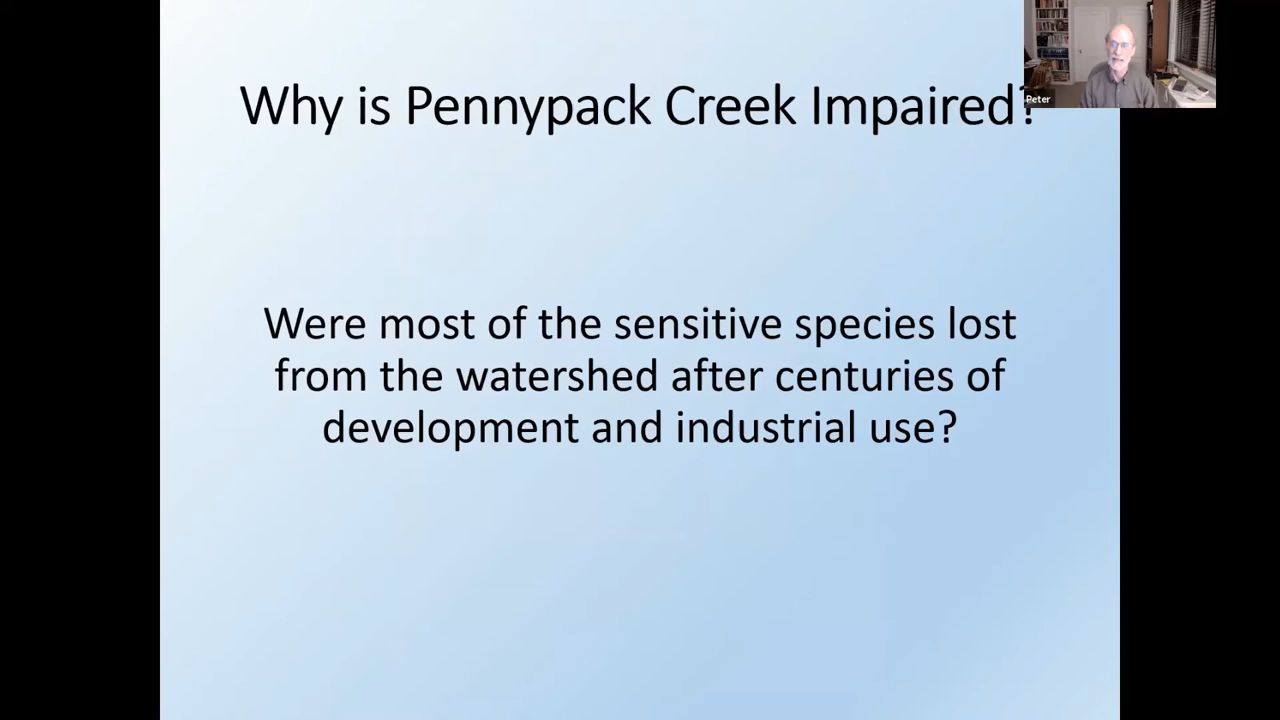 Why is Pennypack Creek Impaired?
Peter
Were most of the sensitive species lost
from the watershed after centuries of
development and industrial use?